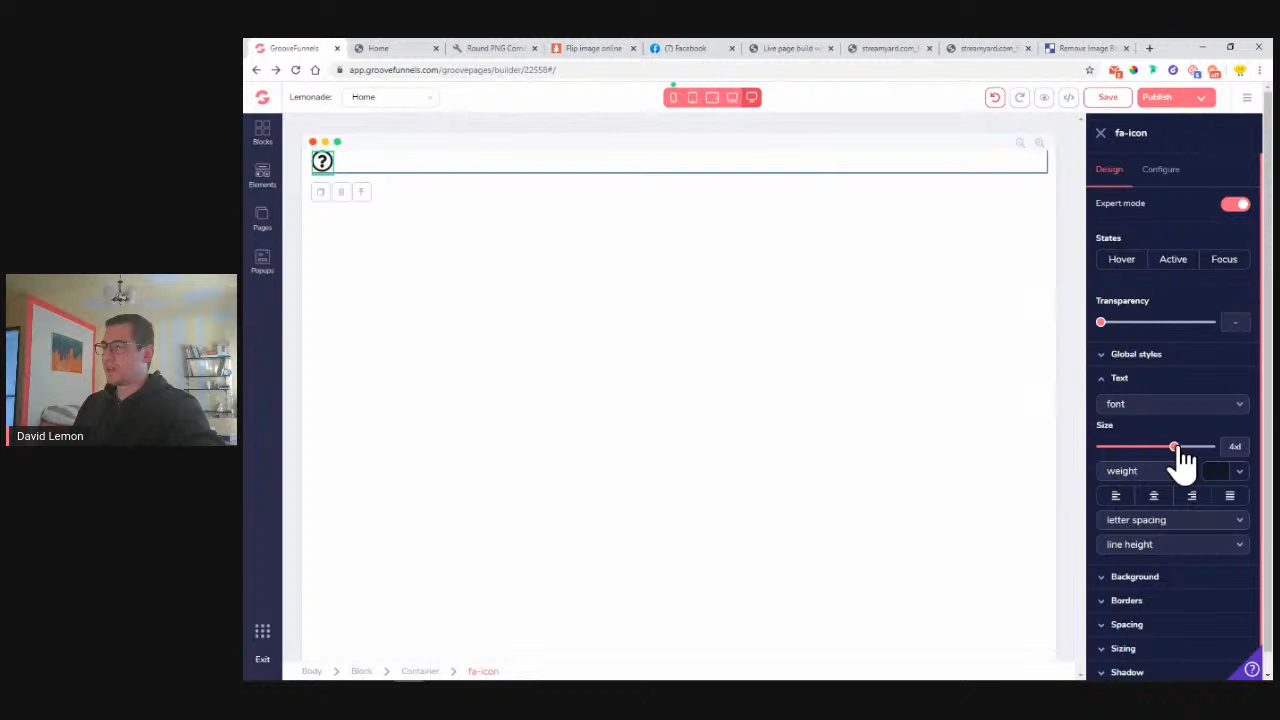 GrooveFunnels
Home
Round PNG Con
Flip image online
(7) Facebook
Live page build w
streamyard.com
streamyard.com
Remove Image B
app.groovefunnels.com/groovepages/builder/22558#/
Lemonade:
Home
Save
Publish
Blocks
Elements
Pages
Popups
Exit
?
fa-icon
Design
Configure
Expert mode
States
Hover
Active
Focus
Transparency
-
Global styles
Text
font
Size
4xl
weight
letter spacing
line height
Background
Borders
Spacing
Sizing
Shadow
?
Body
Block
Container
fa-icon
David Lemon